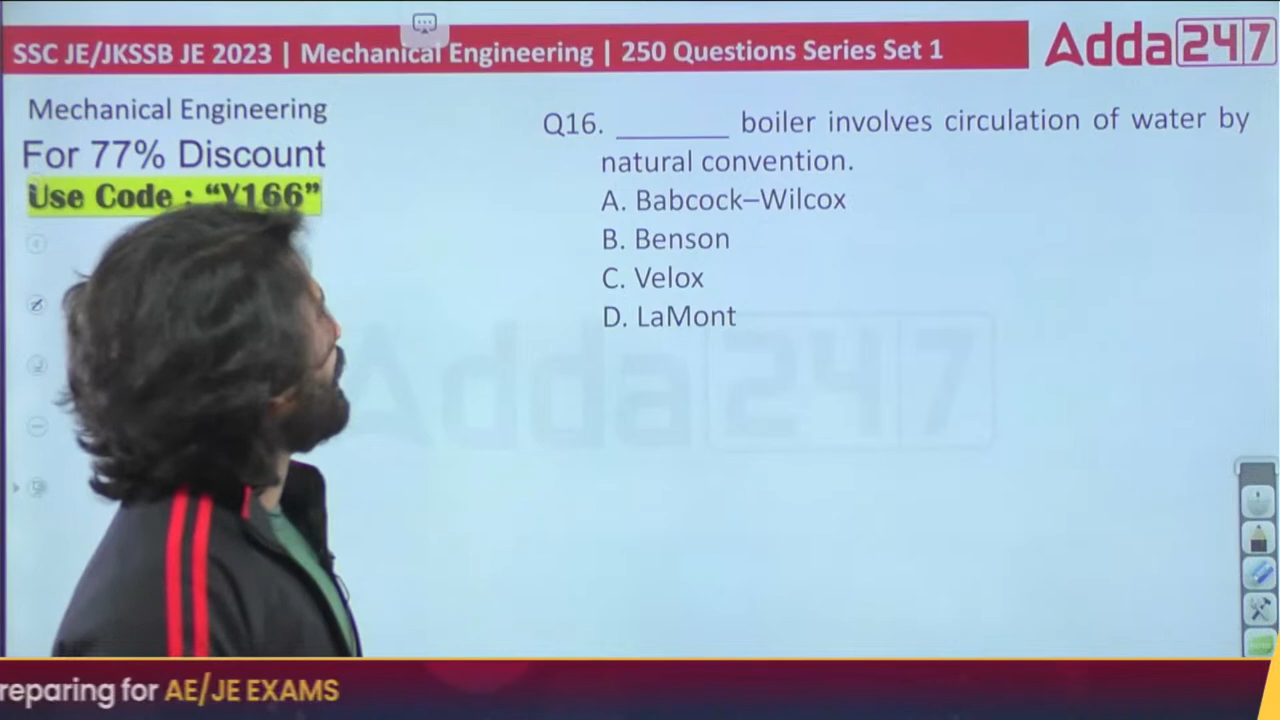 SSC JE/JKSSB JE 2023 | Mechanical Engineering | 250 Questions Series Set 1
Adda247
Mechanical Engineering
For 77% Discount
Use Code : “Y166”
Q16. ________ boiler involves circulation of water by
natural convention.
A. Babcock–Wilcox
B. Benson
C. Velox
D. LaMont
Adda247
reparing for AE/JE EXAMS